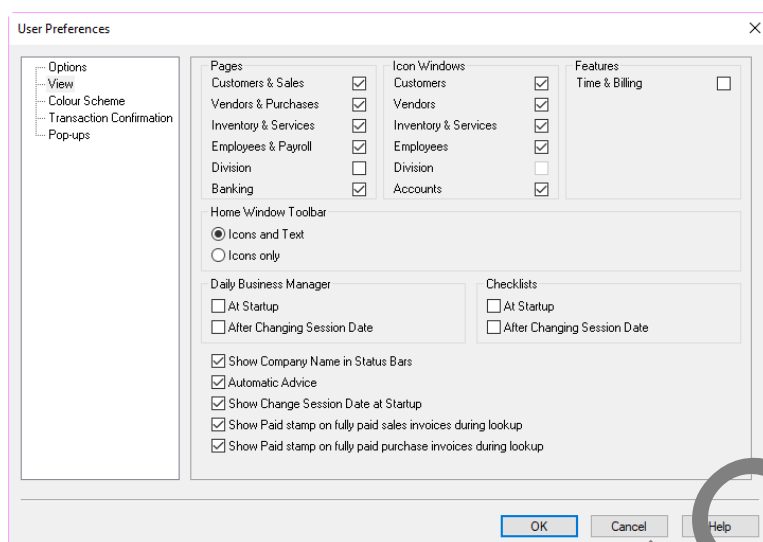 User Preferences
Options
View
Colour Scheme
Transaction Confirmation
Pop-ups
Pages
Customers & Sales
Vendors & Purchases
Inventory & Services
Employees & Payroll
Division
Banking
Icon Windows
Customers
Vendors
Inventory & Services
Employees
Division
Accounts
Features
Time & Billing
Home Window Toolbar
Icons and Text
Icons only
Daily Business Manager
At Startup
After Changing Session Date
Checklists
At Startup
After Changing Session Date
Show Company Name in Status Bars
Automatic Advice
Show Change Session Date at Startup
Show Paid stamp on fully paid sales invoices during lookup
Show Paid stamp on fully paid purchase invoices during lookup
OK Cancel Help